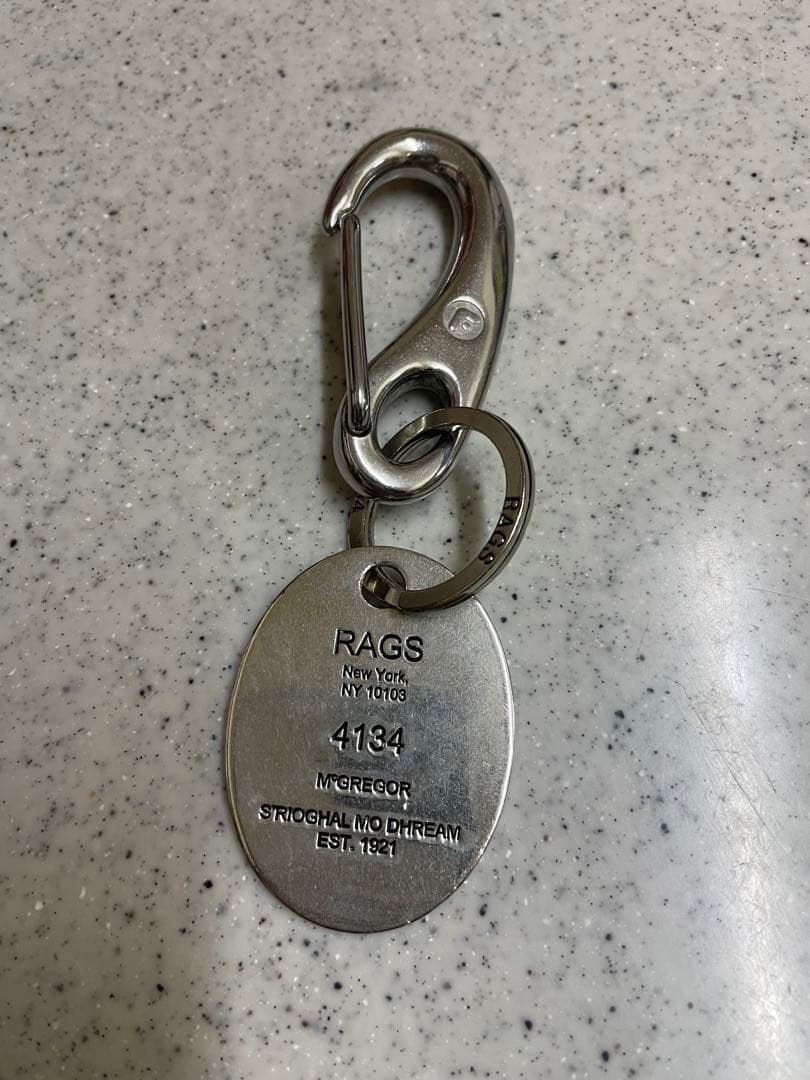 RAGS
RAGS
New York,
NY 10103
4134
McGREGOR
S'RIOGHAL MO DHREAM
EST. 1921